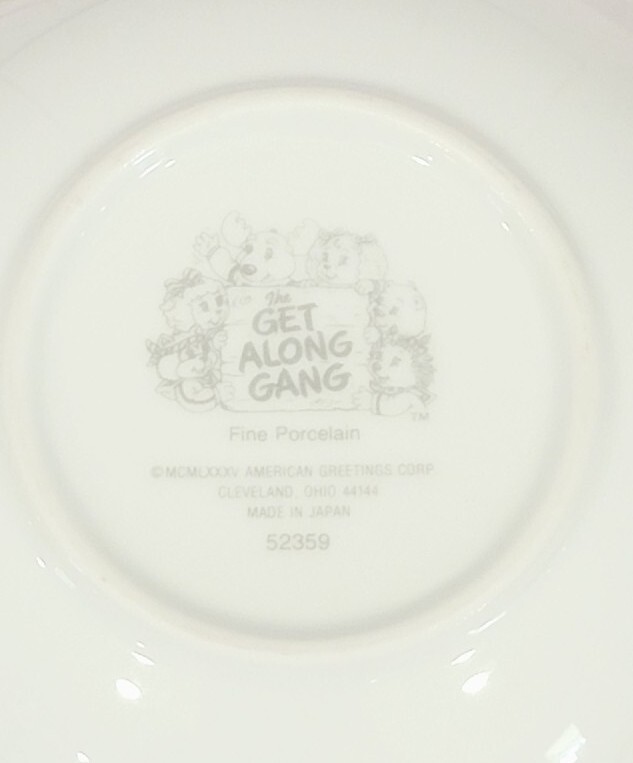 The
GET
ALONG
GANG
TM
Fine Porcelain
© MCMLXXXV AMERICAN GREETINGS CORP.
CLEVELAND, OHIO 44144
MADE IN JAPAN
52359